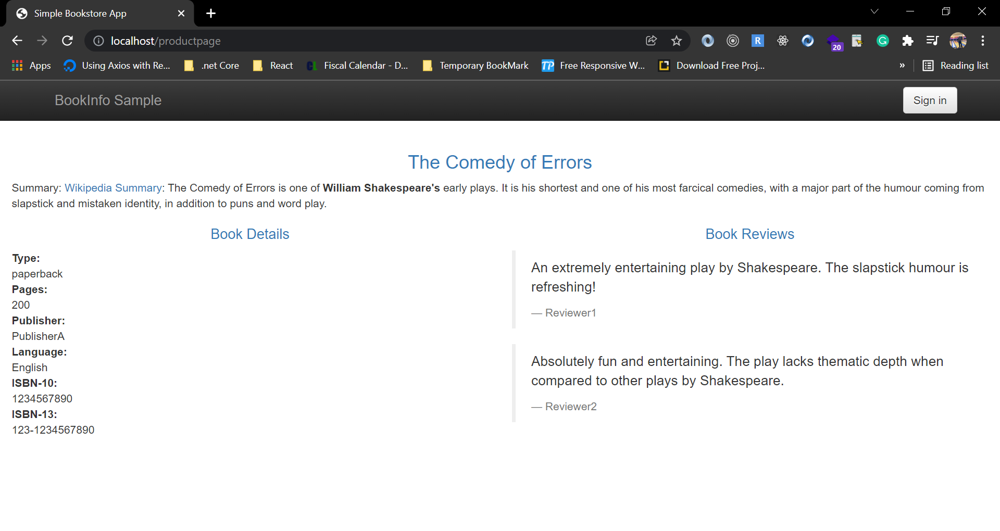 Simple Bookstore App
localhost/productpage
20
Apps
Using Axios with Re...
.net Core
React
CL
Fiscal Calendar - D...
Temporary BookMark
TP
Free Responsive W...
Download Free Proj...
»
Reading list
BookInfo Sample
Sign in
The Comedy of Errors
Summary: Wikipedia Summary: The Comedy of Errors is one of William Shakespeare's early plays. It is his shortest and one of his most farcical comedies, with a major part of the humour coming from
slapstick and mistaken identity, in addition to puns and word play.
Book Details
Type:
paperback
Pages:
200
Publisher:
PublisherA
Language:
English
ISBN-10:
1234567890
ISBN-13:
123-1234567890
Book Reviews
An extremely entertaining play by Shakespeare. The slapstick humour is
refreshing!
— Reviewer1
Absolutely fun and entertaining. The play lacks thematic depth when
compared to other plays by Shakespeare.
— Reviewer2